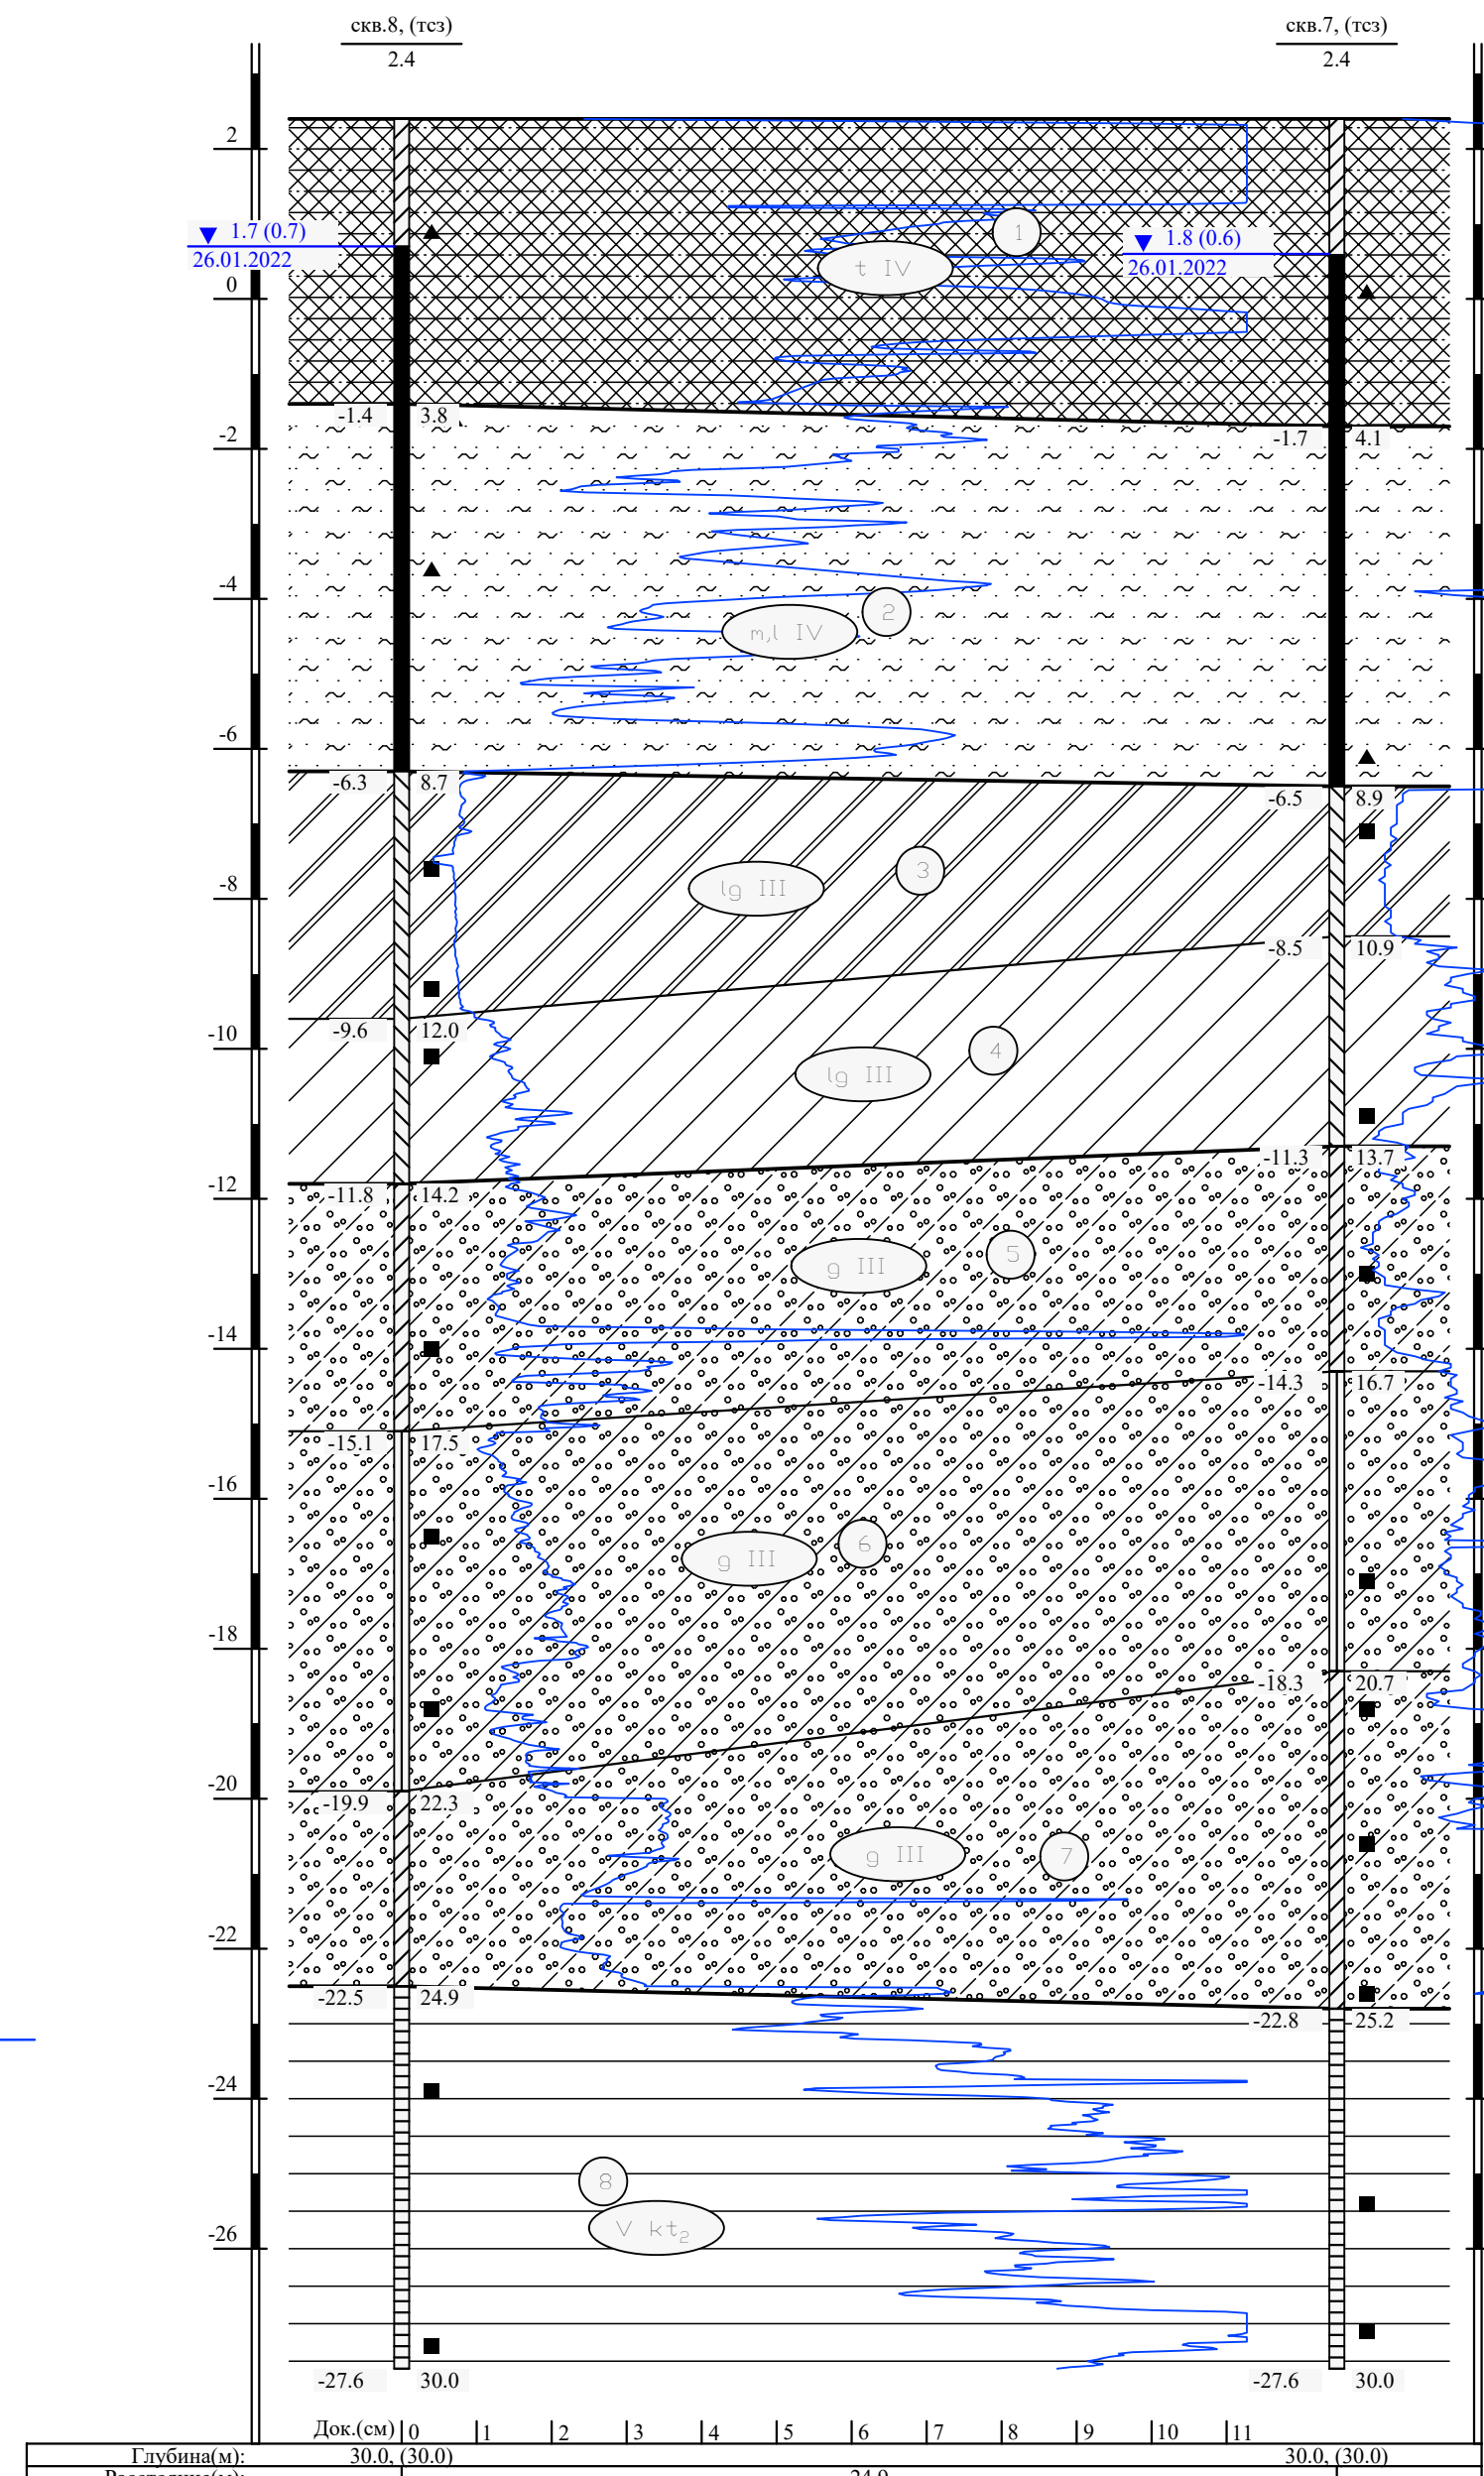 скв.8, (тсз) скв.7, (тсз)
2.4 2.4
2
1.7 (0.7) 1 1.8 (0.6)
26.01.2022 t IV 26.01.2022
0
-1.4 3.8
-2 -1.7 4.1
-4
2
m,l IV
-6
-6.3 8.7
-6.5 8.9
3
-8 lg III
-8.5 10.9
-9.6 12.0
-10 4
lg III
-11.3 13.7
-12 -11.8 14.2
5
g III
-14
-14.3 16.7
-15.1 17.5
-16
6
g III
-18
-18.3 20.7
-20
-19.9 22.3
g III 7
-22
-22.5 24.9
-22.8 25.2
-24
8
V kt2
-26
-27.6 30.0 -27.6 30.0
Док.(см) 0 1 2 3 4 5 6 7 8 9 10 11
Глубина(м): 30.0, (30.0) 30.0, (30.0)